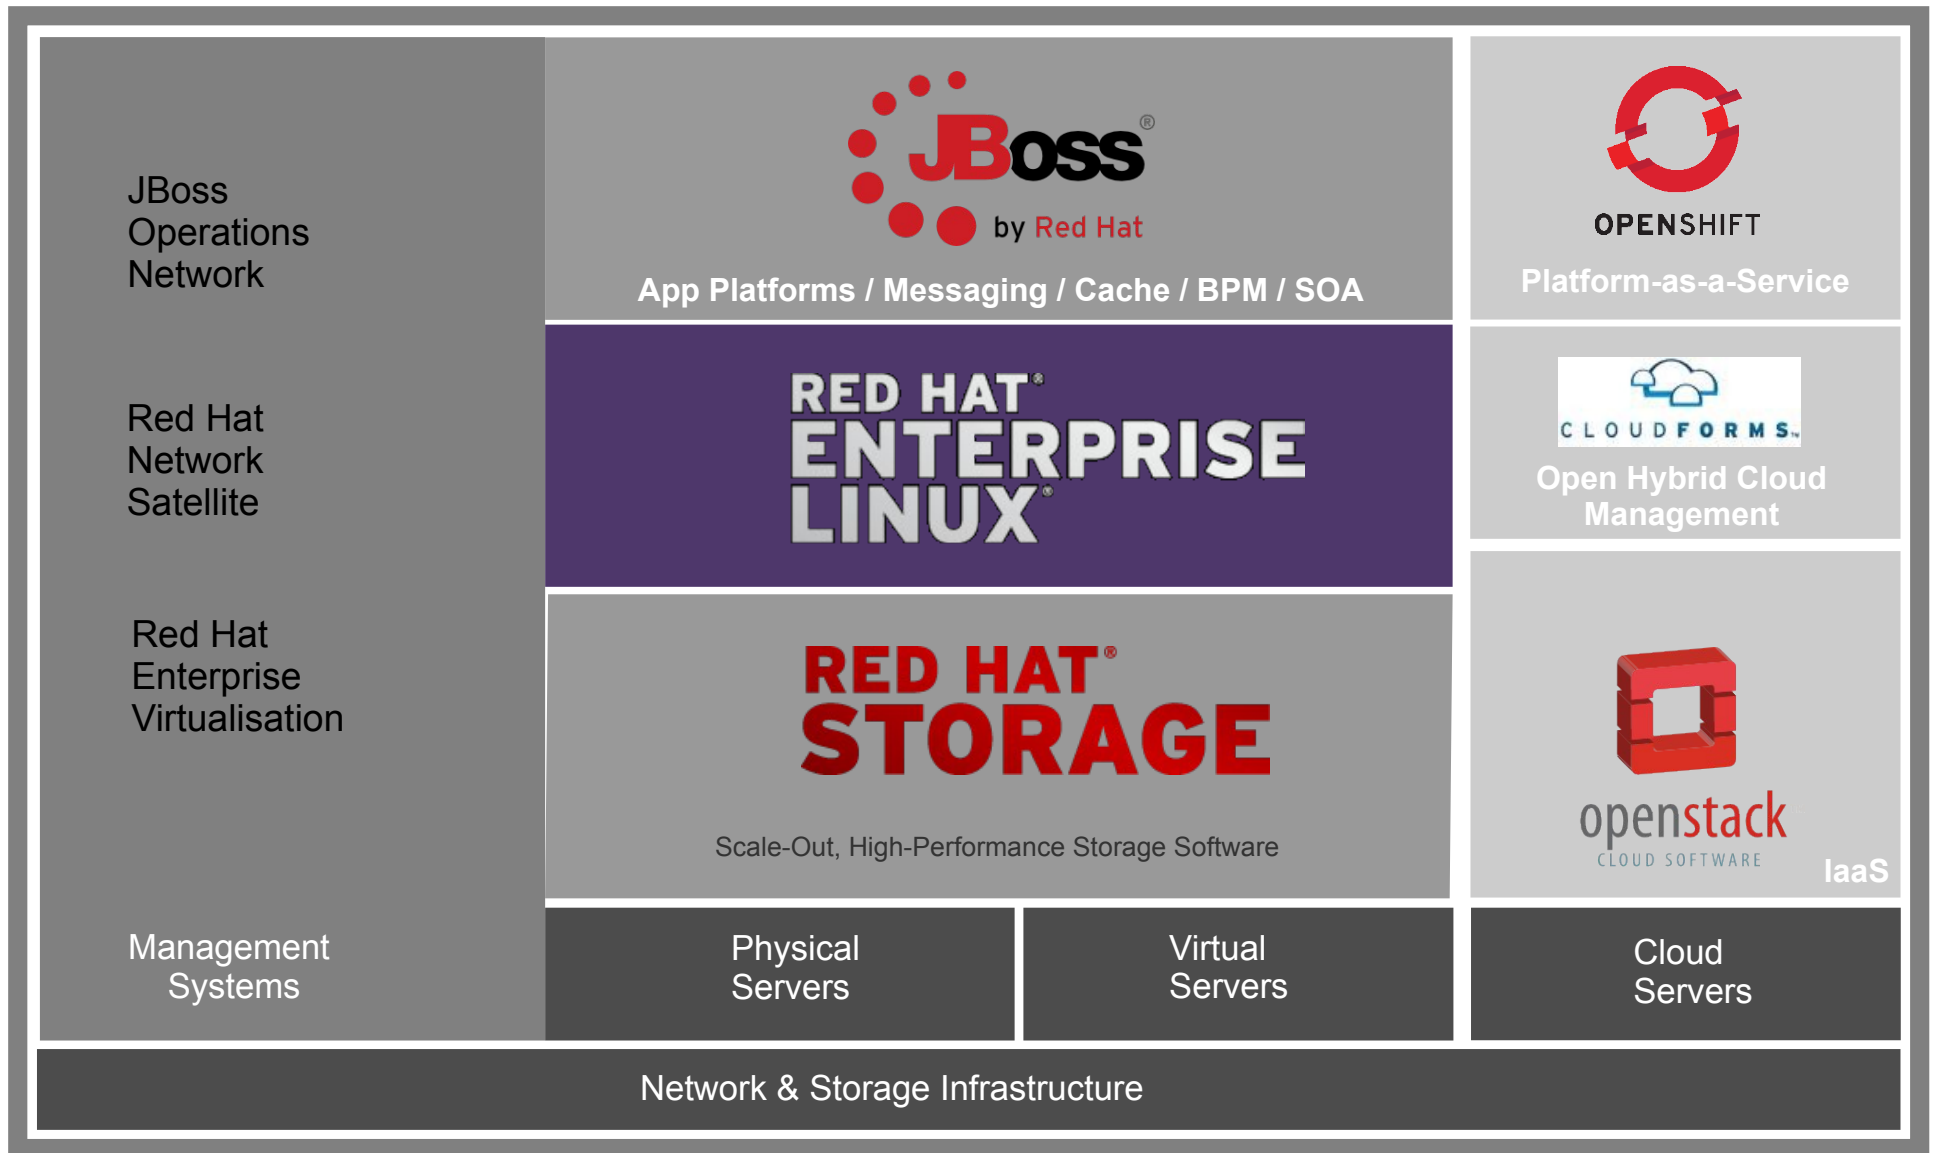 JBoss
Operations
Network
Red Hat
Network
Satellite
Red Hat
Enterprise
Virtualisation
Management
Systems
JBoss®
by Red Hat
App Platforms / Messaging / Cache / BPM / SOA
RED HAT®
ENTERPRISE
LINUX®
RED HAT®
STORAGE
Scale-Out, High-Performance Storage Software
Physical
Servers
Virtual
Servers
OPENSHIFT
Platform-as-a-Service
CLOUDFORMS™
Open Hybrid Cloud
Management
openstack
CLOUD SOFTWARE
IaaS
Cloud
Servers
Network & Storage Infrastructure